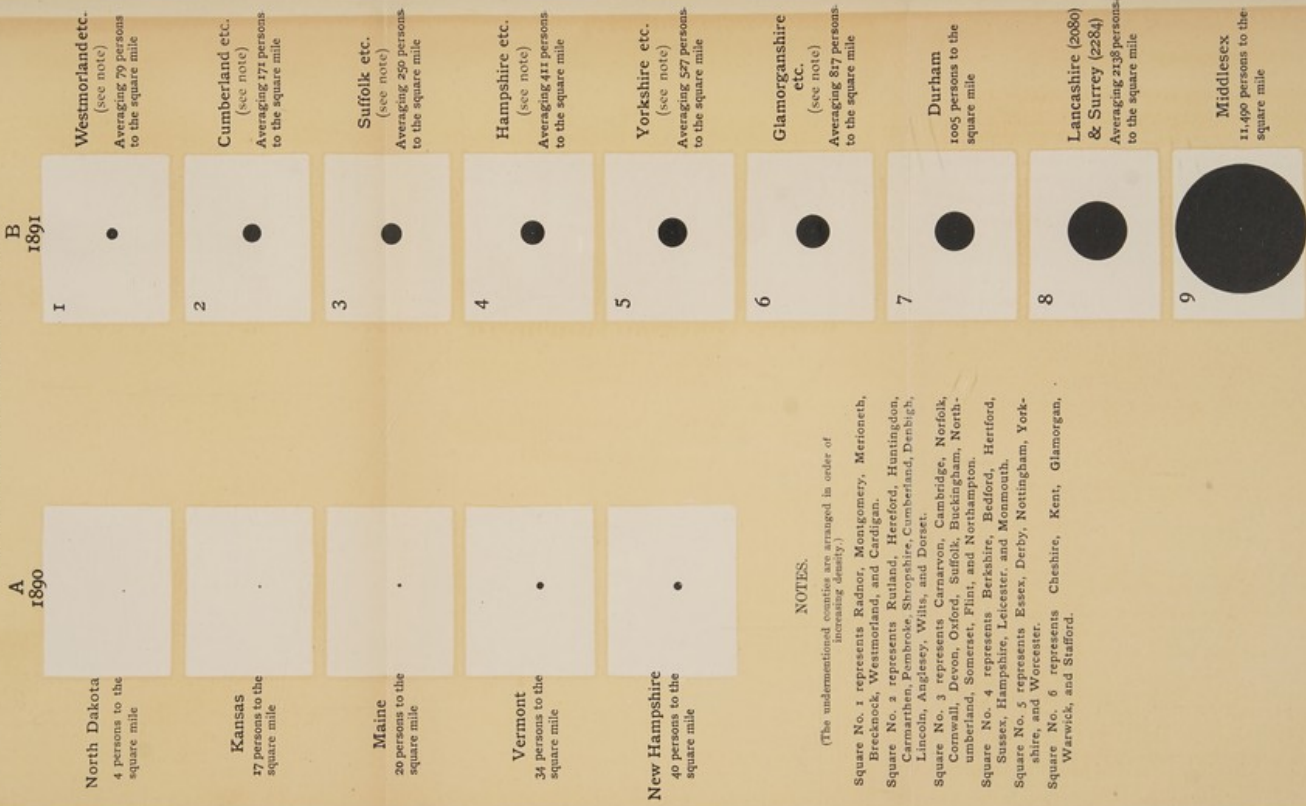 A
1890
North Dakota
4 persons to the
square mile
Kansas
17 persons to the
square mile
Maine
20 persons to the
square mile
Vermont
34 persons to the
square mile
New Hampshire
40 persons to the
square mile
B
1891
1
Westmorland etc.
(see note)
Averaging 79 persons
to the square mile
2
Cumberland etc.
(see note)
Averaging 171 persons
to the square mile
3
Suffolk etc.
(see note)
Averaging 250 persons
to the square mile
4
Hampshire etc.
(see note)
Averaging 411 persons
to the square mile
5
Yorkshire etc.
(see note)
Averaging 527 persons
to the square mile
6
Glamorganshire
etc.
(see note)
Averaging 817 persons
to the square mile
7
Durham
1005 persons to the
square mile
8
Lancashire (2080)
& Surrey (2284)
Averaging 2138 persons
to the square mile
9
Middlesex
11,490 persons to the
square mile
NOTES.
(The undermentioned counties are arranged in order of
increasing density.)
Square No. 1 represents Radnor, Montgomery, Merioneth,
Brecknock, Westmorland, and Cardigan.
Square No. 2 represents Rutland, Hereford, Huntingdon,
Carmarthen, Pembroke, Shropshire, Cumberland, Denbigh,
Lincoln, Anglesey, Wilts, and Dorset.
Square No. 3 represents Carnarvon, Cambridge, Norfolk,
Cornwall, Devon, Oxford, Suffolk, Buckingham, North-
umberland, Somerset, Flint, and Northampton.
Square No. 4 represents Berkshire, Bedford, Hertford,
Sussex, Hampshire, Leicester, and Monmouth.
Square No. 5 represents Essex, Derby, Nottingham, York-
shire, and Worcester.
Square No. 6 represents Cheshire, Kent, Glamorgan,
Warwick, and Stafford.